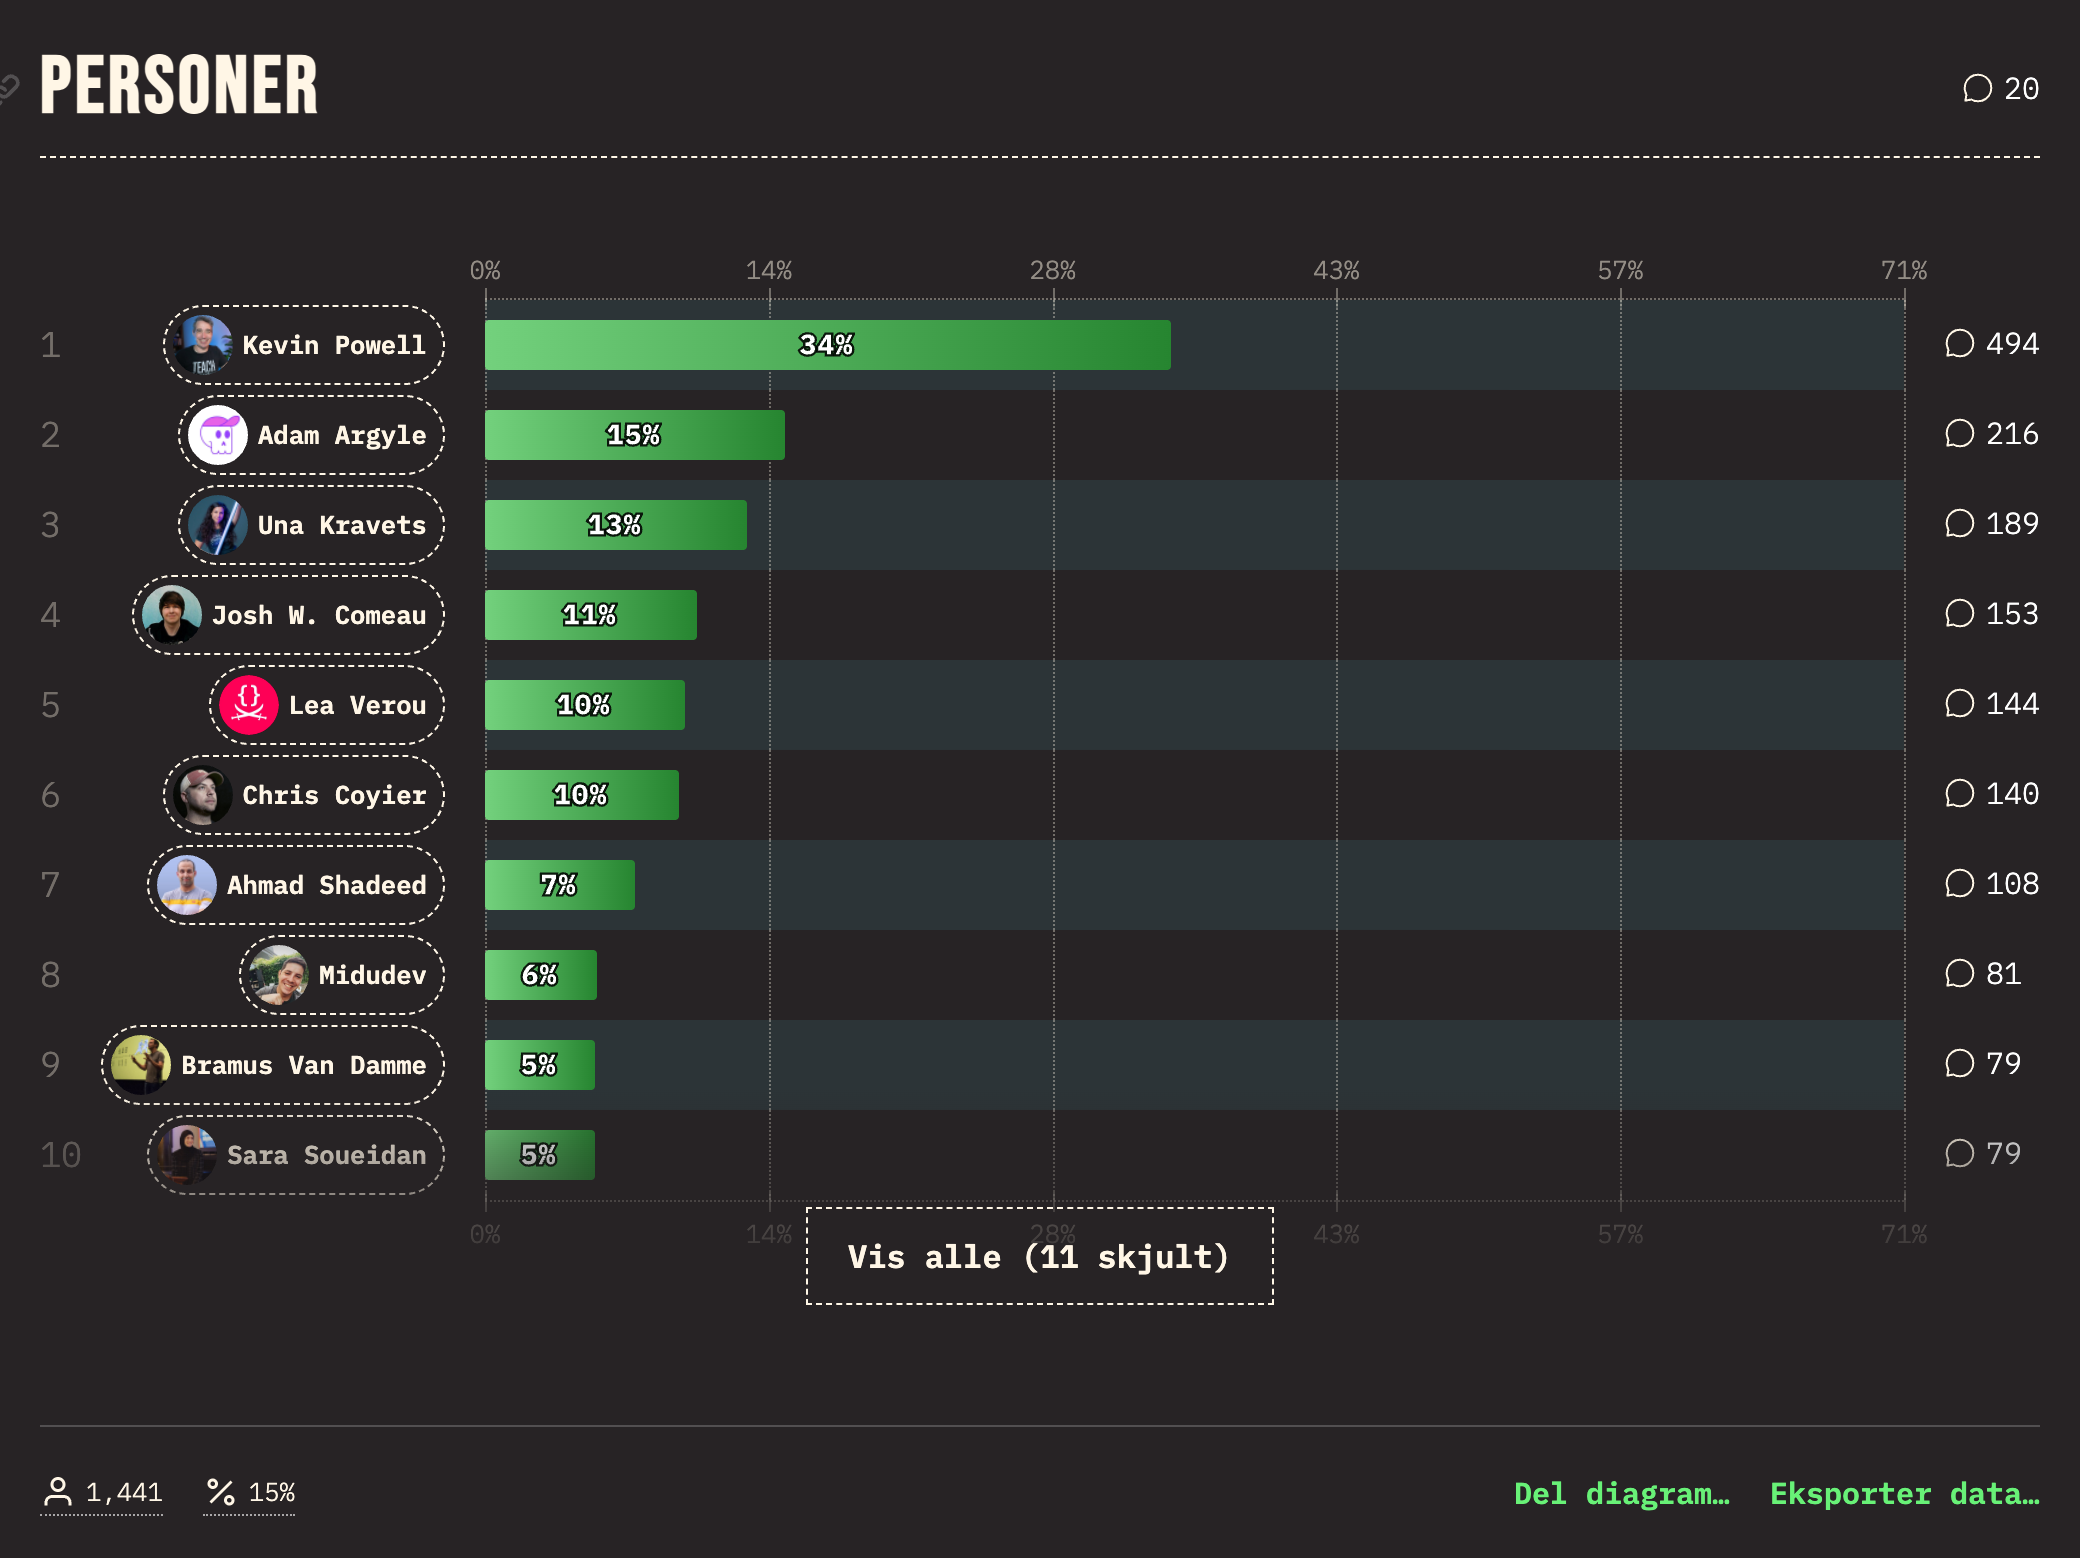 PERSONER
20
0% 14% 28% 43% 57% 71%
1 Kevin Powell 34% 494
2 Adam Argyle 15% 216
3 Una Kravets 13% 189
4 Josh W. Comeau 11% 153
5 Lea Verou 10% 144
6 Chris Coyier 10% 140
7 Ahmad Shadeed 7% 108
8 Midudev 6% 81
9 Bramus Van Damme 5% 79
10 Sara Soueidan 5% 79
0% 14% 28% 43% 57% 71%
Vis alle (11 skjult)
1,441 15% Del diagram… Eksporter data…